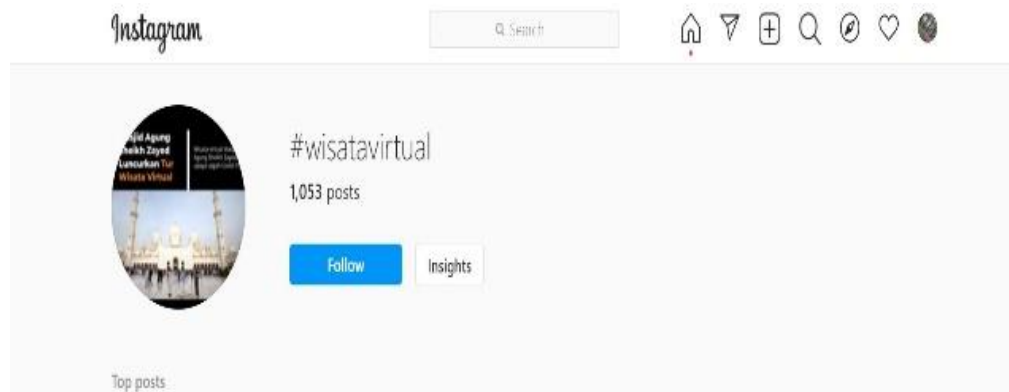 Instagram
Search
#wisatavirtual
1,053 posts
Follow
Insights
Masjid Agung
Sheikh Zayed
Luncurkan Tur
Wisata Virtual
Top posts